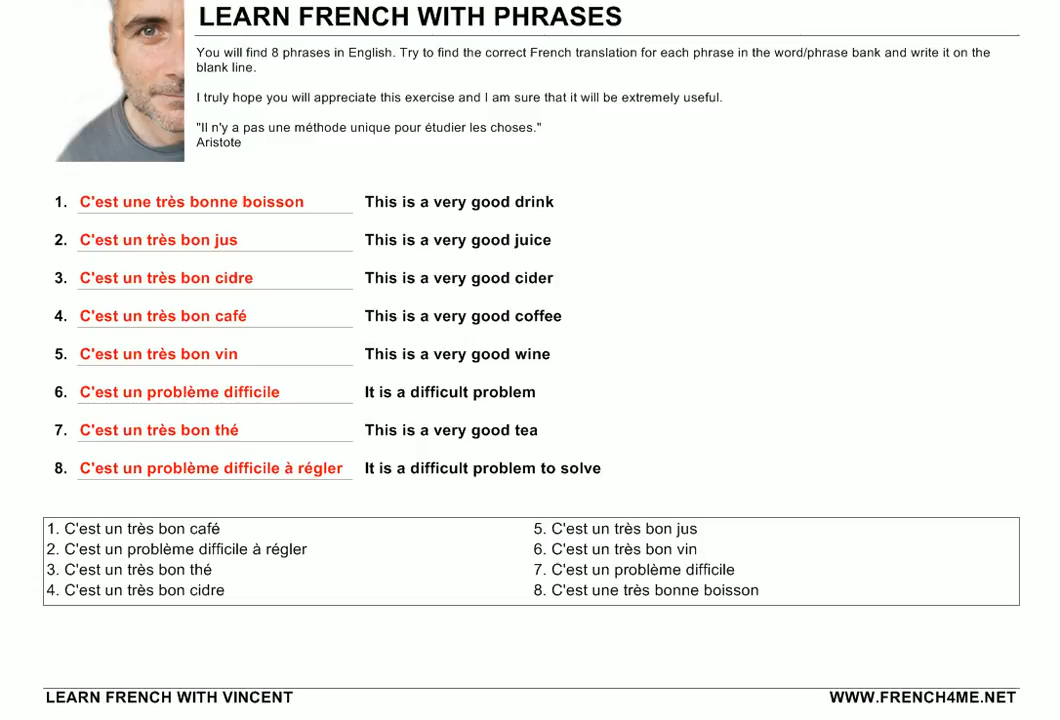 LEARN FRENCH WITH PHRASES
You will find 8 phrases in English. Try to find the correct French translation for each phrase in the word/phrase bank and write it on the
blank line.
I truly hope you will appreciate this exercise and I am sure that it will be extremely useful.
"Il n'y a pas une méthode unique pour étudier les choses."
Aristote
1. C'est une très bonne boisson This is a very good drink
2. C'est un très bon jus This is a very good juice
3. C'est un très bon cidre This is a very good cider
4. C'est un très bon café This is a very good coffee
5. C'est un très bon vin This is a very good wine
6. C'est un problème difficile It is a difficult problem
7. C'est un très bon thé This is a very good tea
8. C'est un problème difficile à régler It is a difficult problem to solve
1. C'est un très bon café
2. C'est un problème difficile à régler
3. C'est un très bon thé
4. C'est un très bon cidre
5. C'est un très bon jus
6. C'est un très bon vin
7. C'est un problème difficile
8. C'est une très bonne boisson
LEARN FRENCH WITH VINCENT
WWW.FRENCH4ME.NET